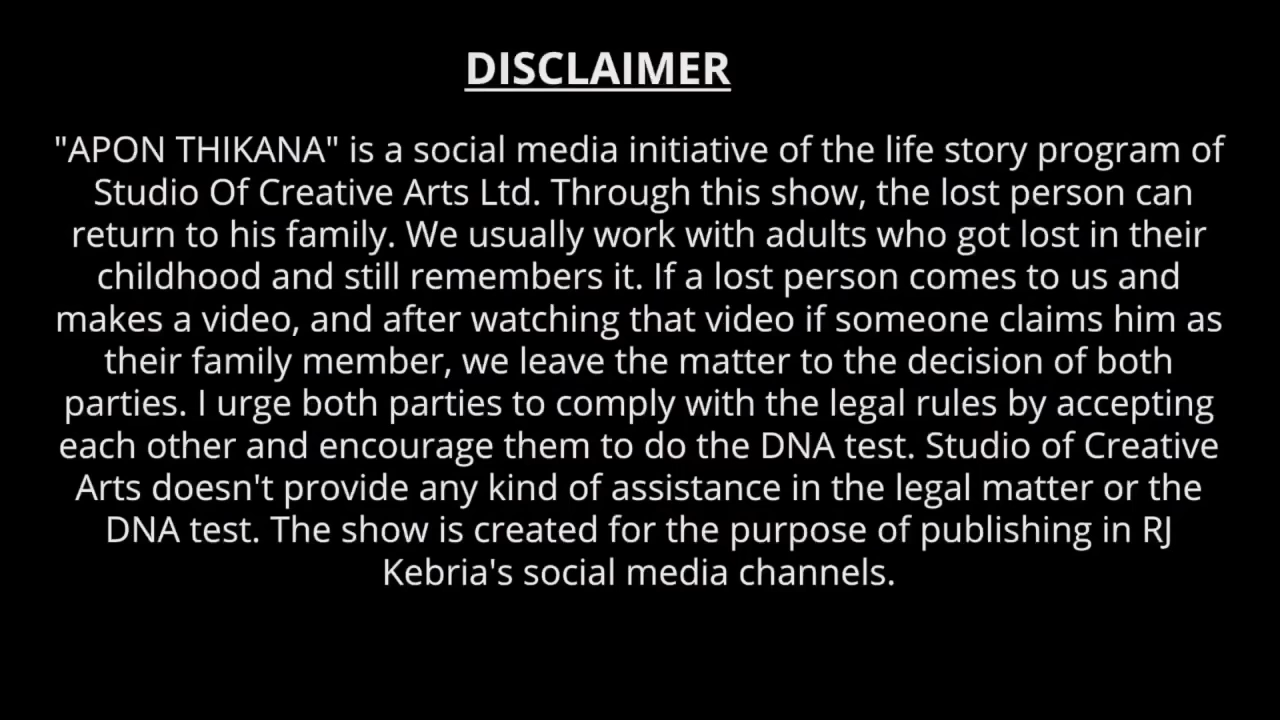 DISCLAIMER
"APON THIKANA" is a social media initiative of the life story program of
Studio Of Creative Arts Ltd. Through this show, the lost person can
return to his family. We usually work with adults who got lost in their
childhood and still remembers it. If a lost person comes to us and
makes a video, and after watching that video if someone claims him as
their family member, we leave the matter to the decision of both
parties. I urge both parties to comply with the legal rules by accepting
each other and encourage them to do the DNA test. Studio of Creative
Arts doesn't provide any kind of assistance in the legal matter or the
DNA test. The show is created for the purpose of publishing in RJ
Kebria's social media channels.